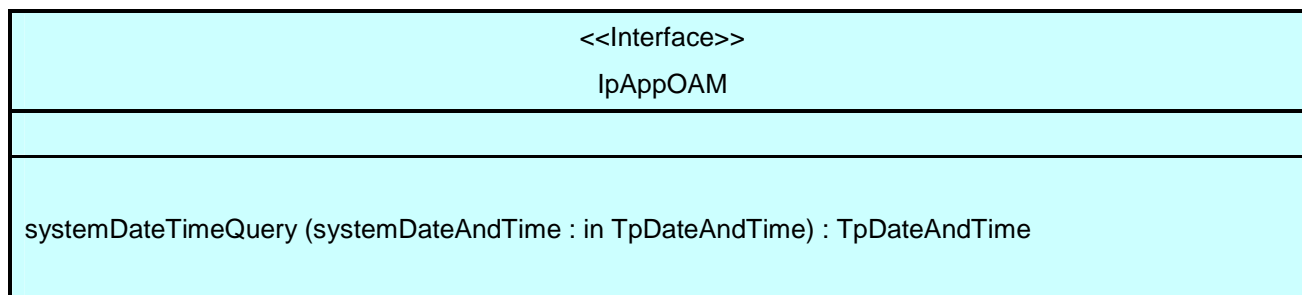 <<Interface>>
IpAppOAM
systemDateTimeQuery (systemDateAndTime : in TpDateAndTime) : TpDateAndTime